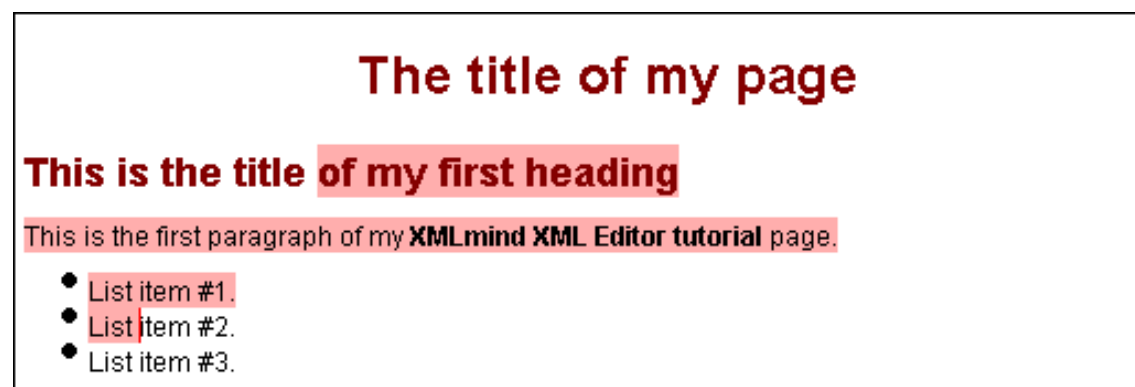 The title of my page
This is the title of my first heading
This is the first paragraph of my XMLmind XML Editor tutorial page.
List item #1.
List item #2.
List item #3.